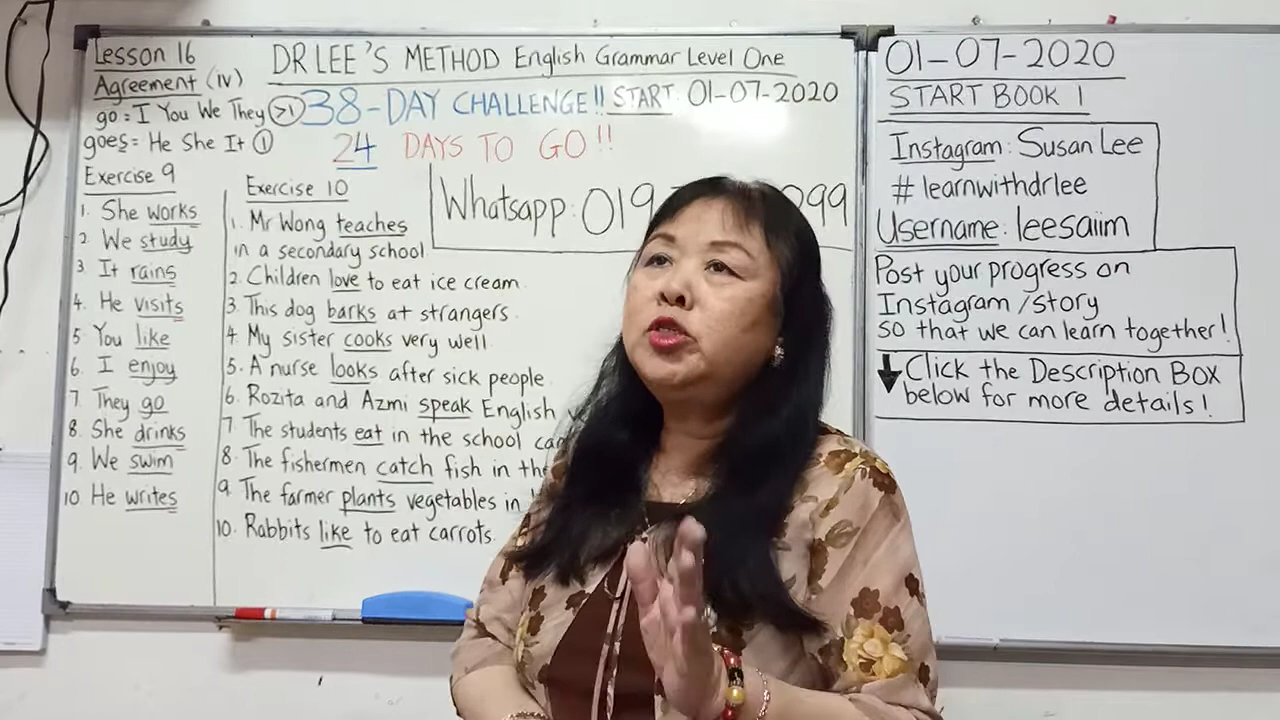 Lesson 16
Agreement (iv)
go = I You We They >1
goes = He She It 1
DR LEE'S METHOD English Grammar Level One
38-DAY CHALLENGE!! START: 01-07-2020
24 DAYS TO GO!!
Whatsapp: 019 099
Exercise 9
1. She works
2. We study
3. It rains
4. He visits
5. You like
6. I enjoy
7. They go
8. She drinks
9. We swim
10 He writes
Exercise 10
1. Mr Wong teaches
in a secondary school
2. Children love to eat ice cream.
3. This dog barks at strangers.
4. My sister cooks very well.
5. A nurse looks after sick people.
6. Rozita and Azmi speak English
7. The students eat in the school
8. The fishermen catch fish in the
9. The farmer plants vegetables in
10. Rabbits like to eat carrots.
01-07-2020
START BOOK 1
Instagram: Susan Lee
# learnwithdrlee
Username: leesaiim
Post your progress on
Instagram /story
so that we can learn together!
Click the Description Box
below for more details!